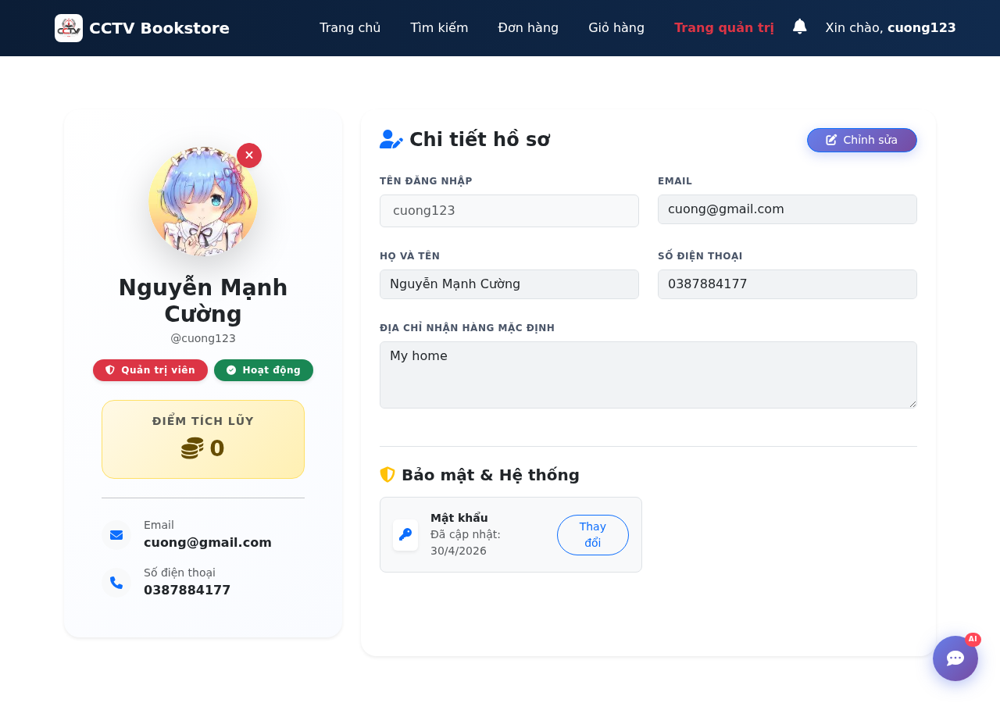 CCTV Bookstore
Trang chủ
Tìm kiếm
Đơn hàng
Giỏ hàng
Trang quản trị
Xin chào, cuong123
Nguyễn Mạnh
Cường
@cuong123
Quản trị viên
Hoạt động
ĐIỂM TÍCH LŨY
0
Email
cuong@gmail.com
Số điện thoại
0387884177
Chi tiết hồ sơ
Chỉnh sửa
TÊN ĐĂNG NHẬP
cuong123
EMAIL
cuong@gmail.com
HỌ VÀ TÊN
Nguyễn Mạnh Cường
SỐ ĐIỆN THOẠI
0387884177
ĐỊA CHỈ NHẬN HÀNG MẶC ĐỊNH
My home
Bảo mật & Hệ thống
Mật khẩu
Đã cập nhật:
30/4/2026
Thay
đổi
AI